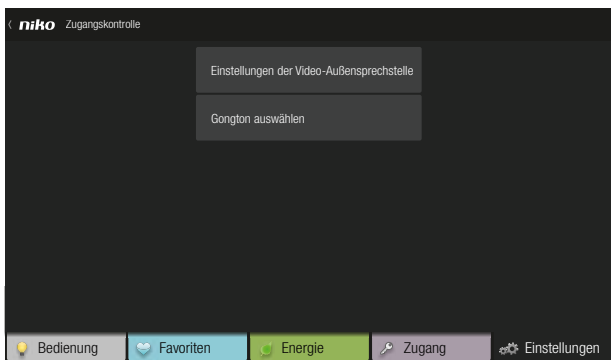 niko Zugangskontrolle
Einstellungen der Video-Außensprechstelle
Gongton auswählen
Bedienung Favoriten Energie Zugang Einstellungen